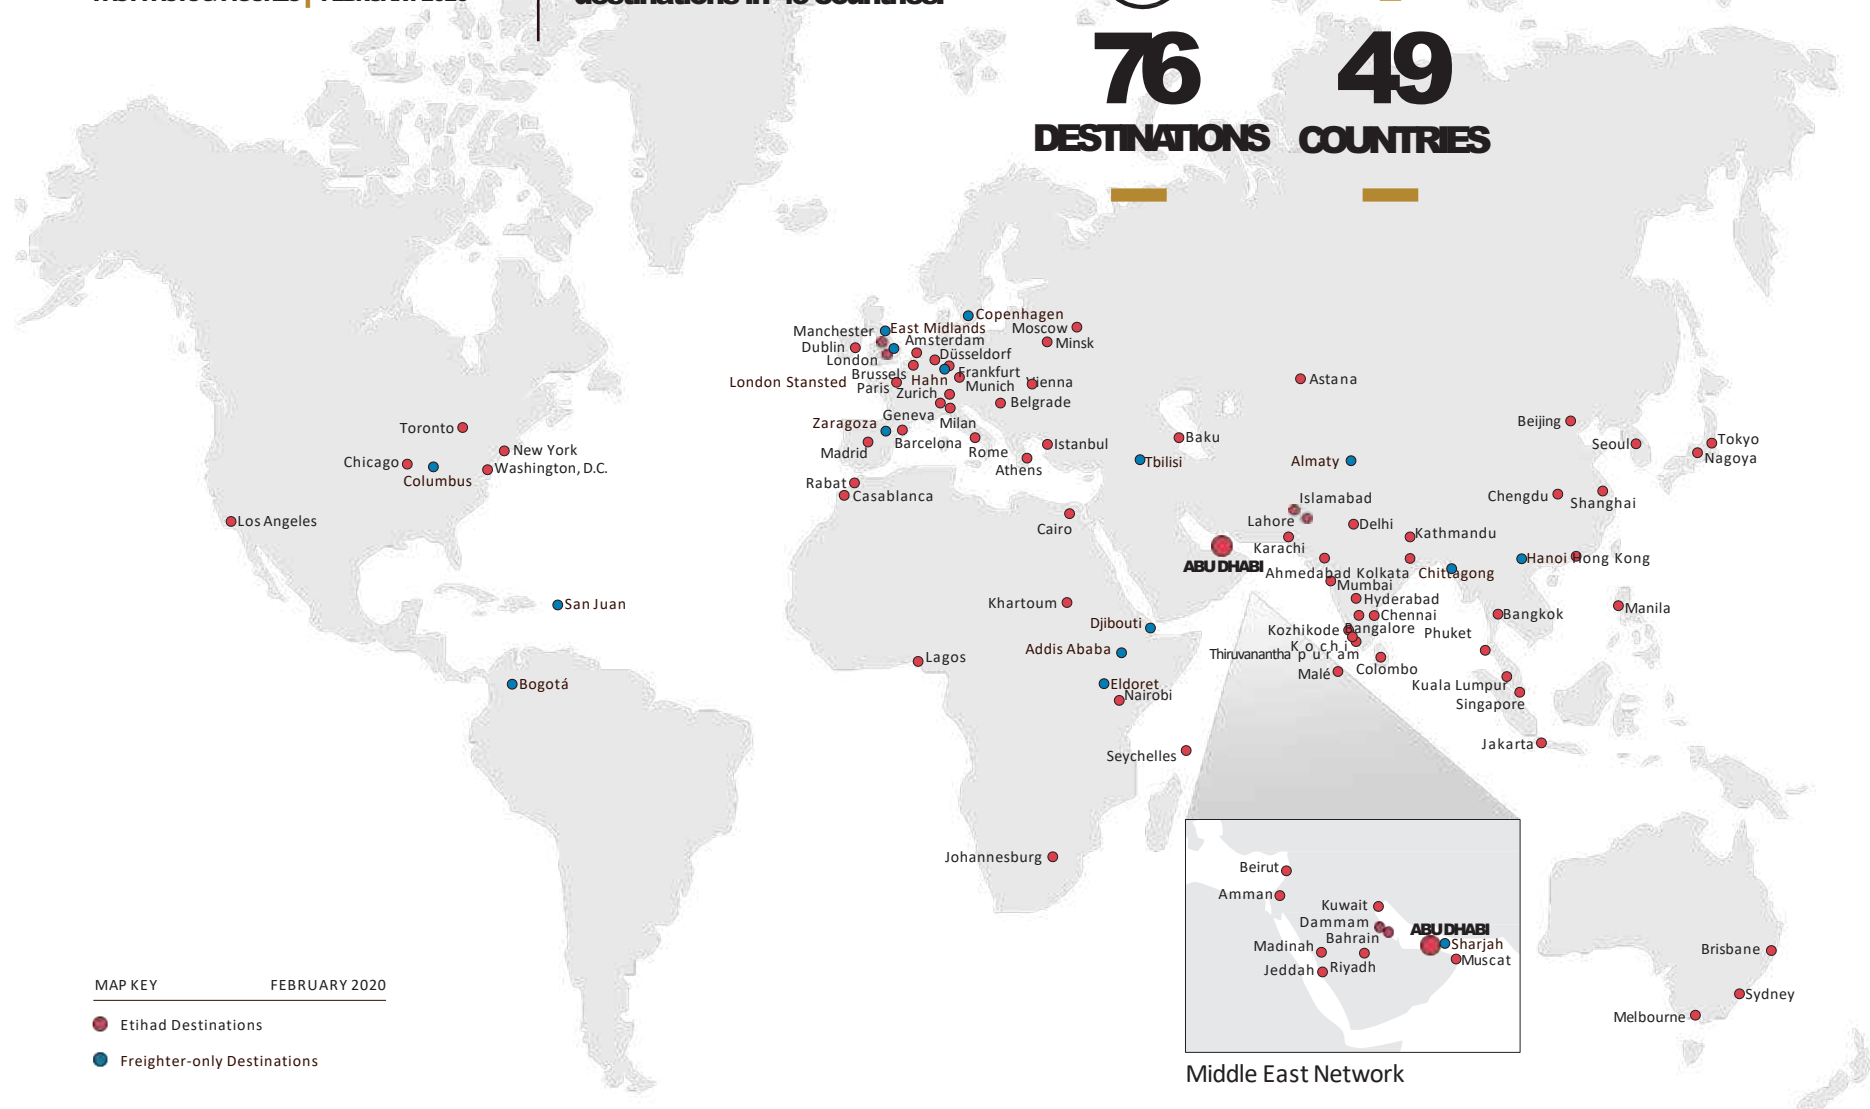 destinations in 49 countries.
76
DESTINATIONS
49
COUNTRIES
Copenhagen
Manchester
East Midlands
Moscow
Dublin
Amsterdam
Minsk
London
Düsseldorf
Brussels
Frankfurt
London Stansted
Hahn
Paris
Munich
Vienna
Zurich
Belgrade
Geneva
Milan
Zaragoza
Barcelona
Madrid
Rome
Istanbul
Athens
Baku
Tbilisi
Astana
Almaty
Beijing
Seoul
Tokyo
Nagoya
Toronto
New York
Chicago
Washington, D.C.
Columbus
Los Angeles
Rabat
Casablanca
Cairo
Islamabad
Lahore
Delhi
Kathmandu
Karachi
Chengdu
Shanghai
ABU DHABI
Ahmedabad
Kolkata
Chittagong
Hanoi
Hong Kong
Mumbai
Hyderabad
Chennai
Bangkok
Manila
San Juan
Khartoum
Djibouti
Kozhikode
Bangalore
Phuket
Addis Ababa
Kochi
Thiruvananthapuram
Lagos
Malé
Colombo
Bogotá
Eldoret
Nairobi
Kuala Lumpur
Singapore
Seychelles
Jakarta
Johannesburg
Beirut
Amman
Kuwait
Dammam
ABU DHABI
Bahrain
Sharjah
Madinah
Muscat
Jeddah
Riyadh
Brisbane
Sydney
Melbourne
MAP KEY FEBRUARY 2020
Etihad Destinations
Freighter-only Destinations
Middle East Network